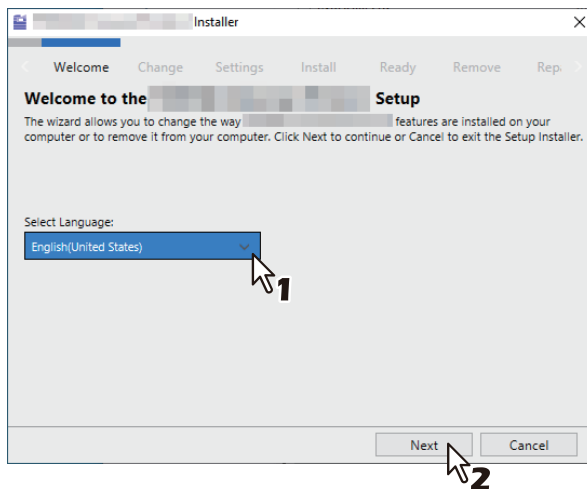 Installer
Welcome Change Settings Install Ready Remove Rep
Welcome to the Setup
The wizard allows you to change the way features are installed on your
computer or to remove it from your computer. Click Next to continue or Cancel to exit the Setup Installer.
Select Language:
English(United States)
1
Next Cancel
2